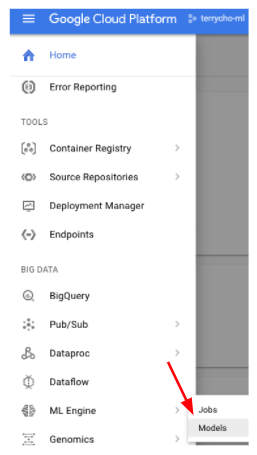 Google Cloud Platform terrycho-ml
Home
Error Reporting
TOOLS
Container Registry
Source Repositories
Deployment Manager
Endpoints
BIG DATA
BigQuery
Pub/Sub
Dataproc
Dataflow
ML Engine
Jobs
Models
Genomics